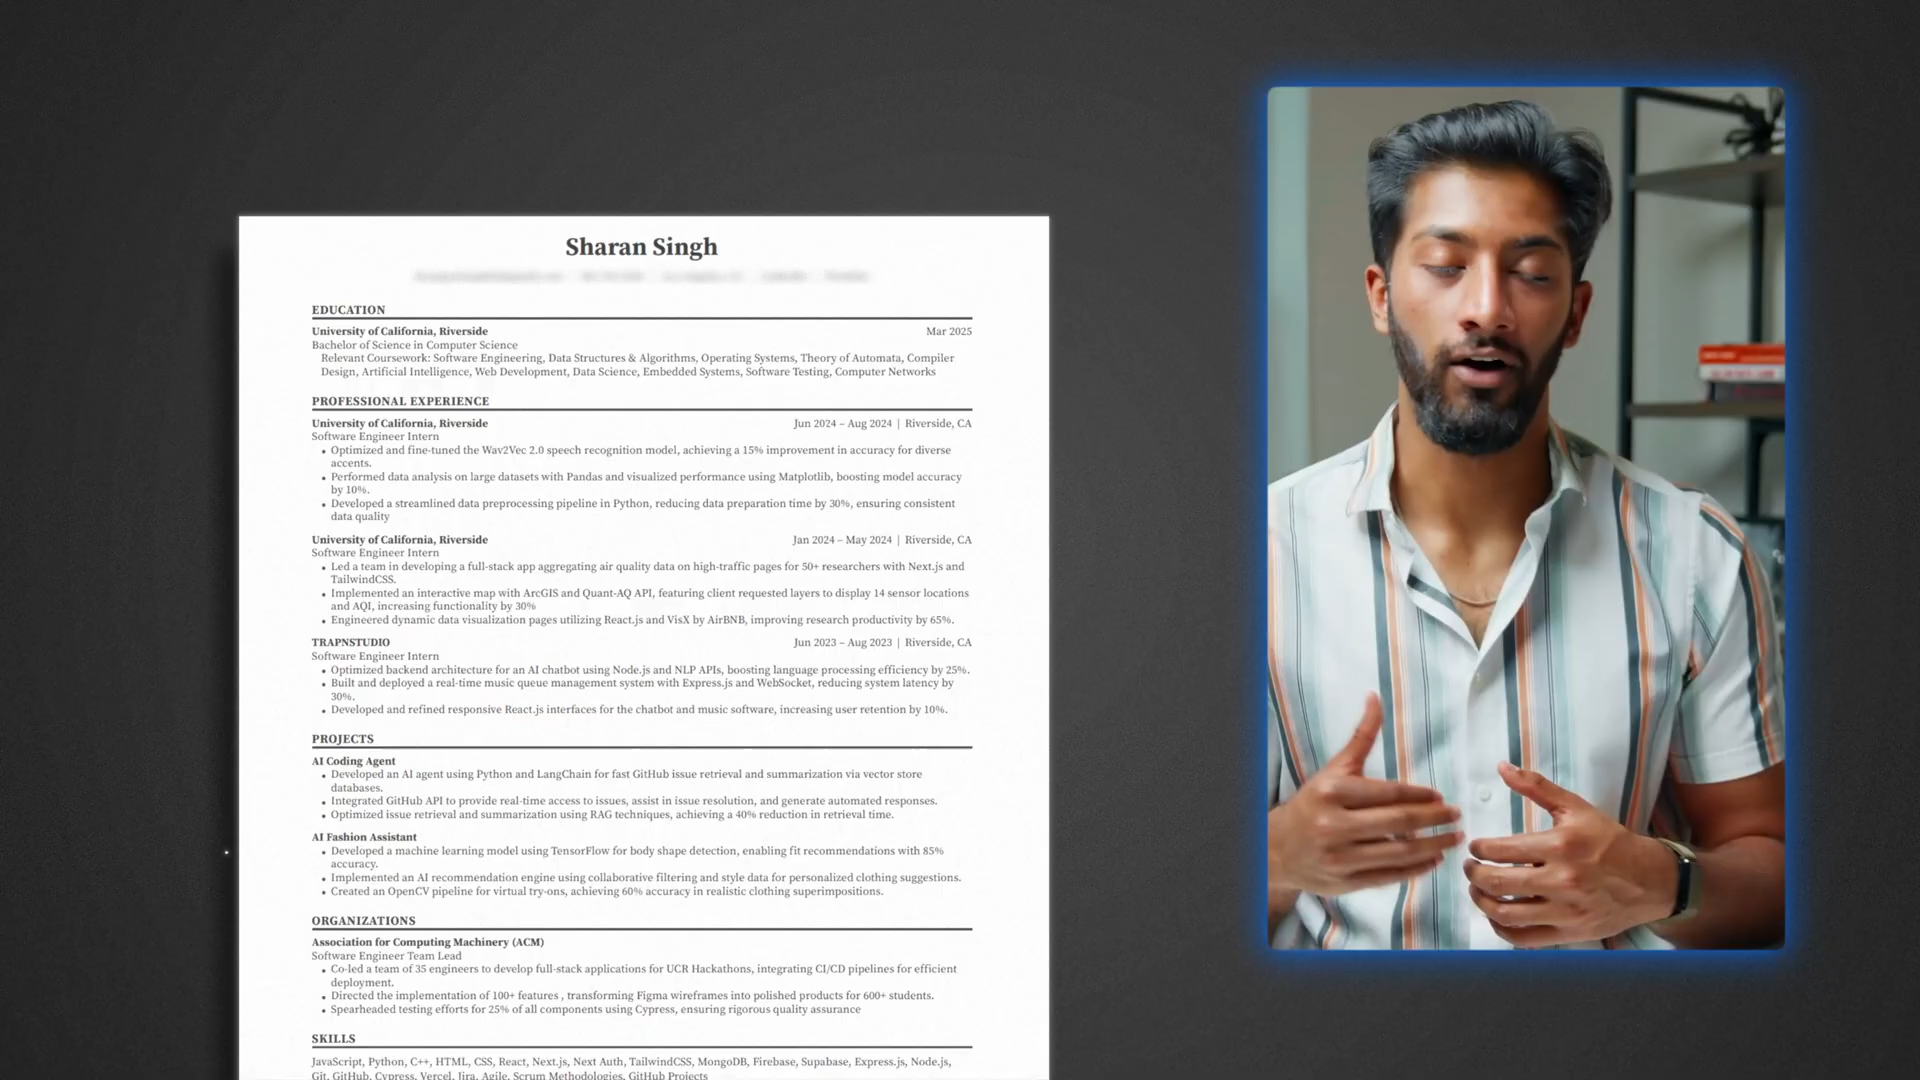 Sharan Singh
EDUCATION
University of California, Riverside Mar 2025
Bachelor of Science in Computer Science
Relevant Coursework: Software Engineering, Data Structures & Algorithms, Operating Systems, Theory of Automata, Compiler
Design, Artificial Intelligence, Web Development, Data Science, Embedded Systems, Software Testing, Computer Networks
PROFESSIONAL EXPERIENCE
University of California, Riverside Jun 2024 – Aug 2024 | Riverside, CA
Software Engineer Intern
• Optimized and fine-tuned the Wav2Vec 2.0 speech recognition model, achieving a 15% improvement in accuracy for diverse
accents.
• Performed data analysis on large datasets with Pandas and visualized performance using Matplotlib, boosting model accuracy
by 10%.
• Developed a streamlined data preprocessing pipeline in Python, reducing data preparation time by 30%, ensuring consistent
data quality
University of California, Riverside Jan 2024 – May 2024 | Riverside, CA
Software Engineer Intern
• Led a team in developing a full-stack app aggregating air quality data on high-traffic pages for 50+ researchers with Next.js and
TailwindCSS.
• Implemented an interactive map with ArcGIS and Quant-AQ API, featuring client requested layers to display 14 sensor locations
and AQI, increasing functionality by 30%
• Engineered dynamic data visualization pages utilizing React.js and VisX by AirBNB, improving research productivity by 65%.
TRAPNSTUDIO Jun 2023 – Aug 2023 | Riverside, CA
Software Engineer Intern
• Optimized backend architecture for an AI chatbot using Node.js and NLP APIs, boosting language processing efficiency by 25%.
• Built and deployed a real-time music queue management system with Express.js and WebSocket, reducing system latency by
30%.
• Developed and refined responsive React.js interfaces for the chatbot and music software, increasing user retention by 10%.
PROJECTS
AI Coding Agent
• Developed an AI agent using Python and LangChain for fast GitHub issue retrieval and summarization via vector store
databases.
• Integrated GitHub API to provide real-time access to issues, assist in issue resolution, and generate automated responses.
• Optimized issue retrieval and summarization using RAG techniques, achieving a 40% reduction in retrieval time.
AI Fashion Assistant
• Developed a machine learning model using TensorFlow for body shape detection, enabling fit recommendations with 85%
accuracy.
• Implemented an AI recommendation engine using collaborative filtering and style data for personalized clothing suggestions.
• Created an OpenCV pipeline for virtual try-ons, achieving 60% accuracy in realistic clothing superimpositions.
ORGANIZATIONS
Association for Computing Machinery (ACM)
Software Engineer Team Lead
• Co-led a team of 35 engineers to develop full-stack applications for UCR Hackathons, integrating CI/CD pipelines for efficient
deployment.
• Directed the implementation of 100+ features , transforming Figma wireframes into polished products for 600+ students.
• Spearheaded testing efforts for 25% of all components using Cypress, ensuring rigorous quality assurance
SKILLS
JavaScript, Python, C++, HTML, CSS, React, Next.js, Next Auth, TailwindCSS, MongoDB, Firebase, Supabase, Express.js, Node.js,
Git, GitHub, Cypress, Vercel, Jira, Agile, Scrum Methodologies, GitHub Projects